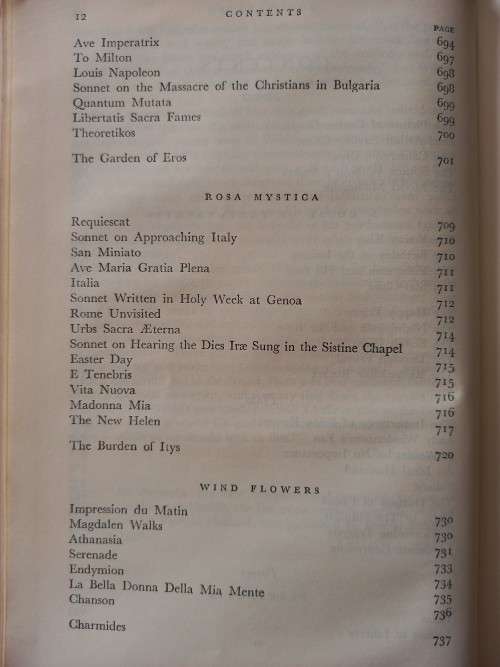 12 CONTENTS
PAGE
Ave Imperatrix 694
To Milton 697
Louis Napoleon 698
Sonnet on the Massacre of the Christians in Bulgaria 698
Quantum Mutata 699
Libertatis Sacra Fames 699
Theoretikos 700
The Garden of Eros 701
ROSA MYSTICA
Requiescat 709
Sonnet on Approaching Italy 710
San Miniato 710
Ave Maria Gratia Plena 711
Italia 711
Sonnet Written in Holy Week at Genoa 712
Rome Unvisited 712
Urbs Sacra Æterna 714
Sonnet on Hearing the Dies Iræ Sung in the Sistine Chapel 714
Easter Day 715
E Tenebris 715
Vita Nuova 716
Madonna Mia 716
The New Helen 717
The Burden of Itys 720
WIND FLOWERS
Impression du Matin 730
Magdalen Walks 730
Athanasia 731
Serenade 733
Endymion 734
La Bella Donna Della Mia Mente 735
Chanson 736
Charmides 737